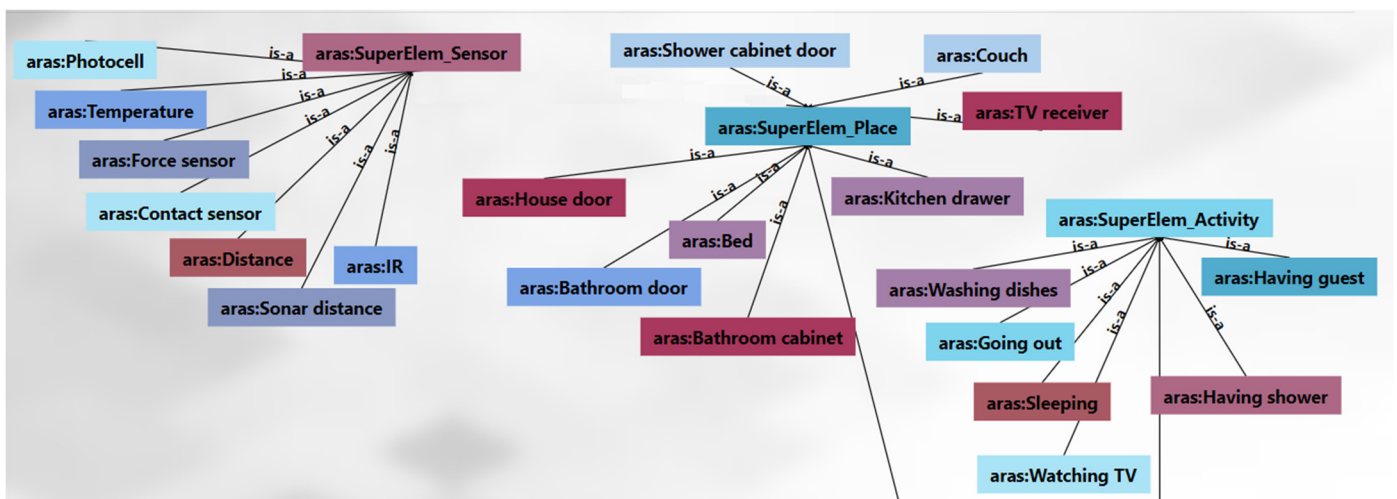 aras:Photocell
is-a
aras:SuperElem_Sensor
is-a
aras:Temperature
is-a
aras:Force sensor
is-a
aras:Contact sensor
is-a
aras:Distance
is-a
aras:Sonar distance
is-a
aras:IR
aras:Shower cabinet door
is-a
aras:Couch
is-a
aras:SuperElem_Place
is-a
aras:TV receiver
is-a
aras:House door
is-a
aras:Bathroom door
is-a
aras:Bed
is-a
aras:Bathroom cabinet
is-a
aras:Kitchen drawer
aras:SuperElem_Activity
is-a
aras:Washing dishes
is-a
aras:Having guest
is-a
aras:Going out
is-a
aras:Sleeping
is-a
aras:Watching TV
is-a
aras:Having shower